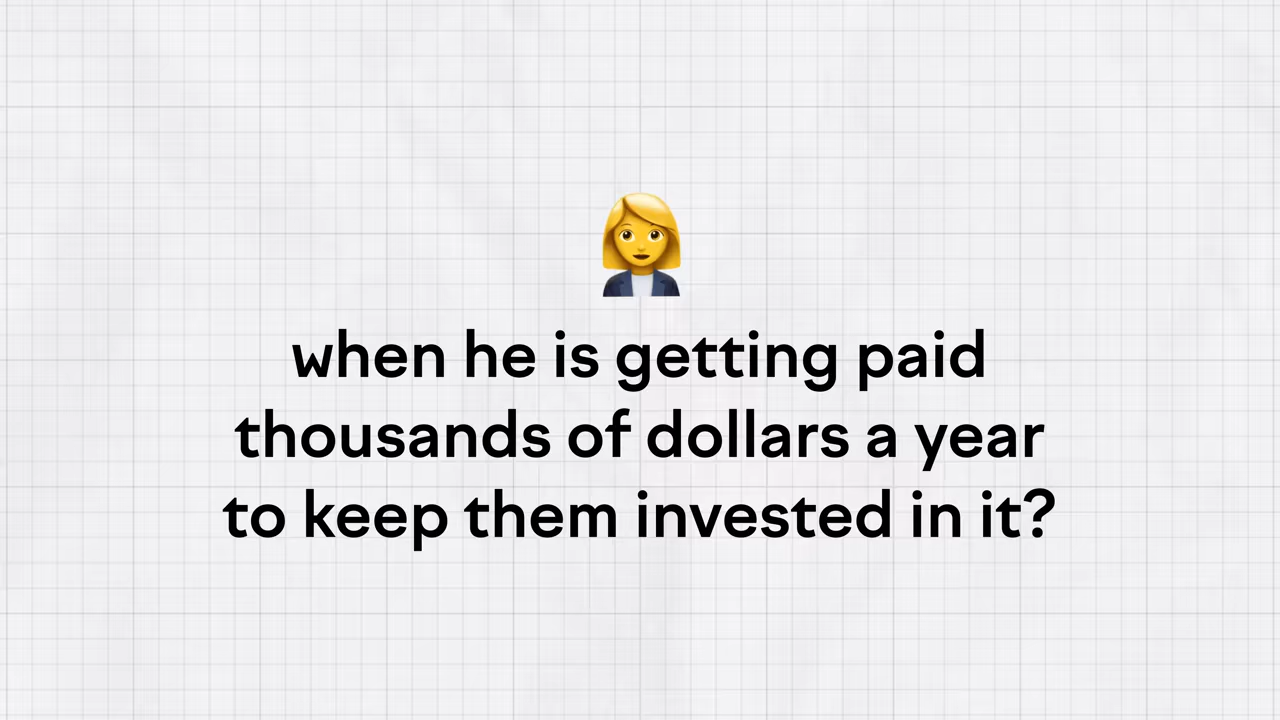 when he is getting paid
thousands of dollars a year
to keep them invested in it?